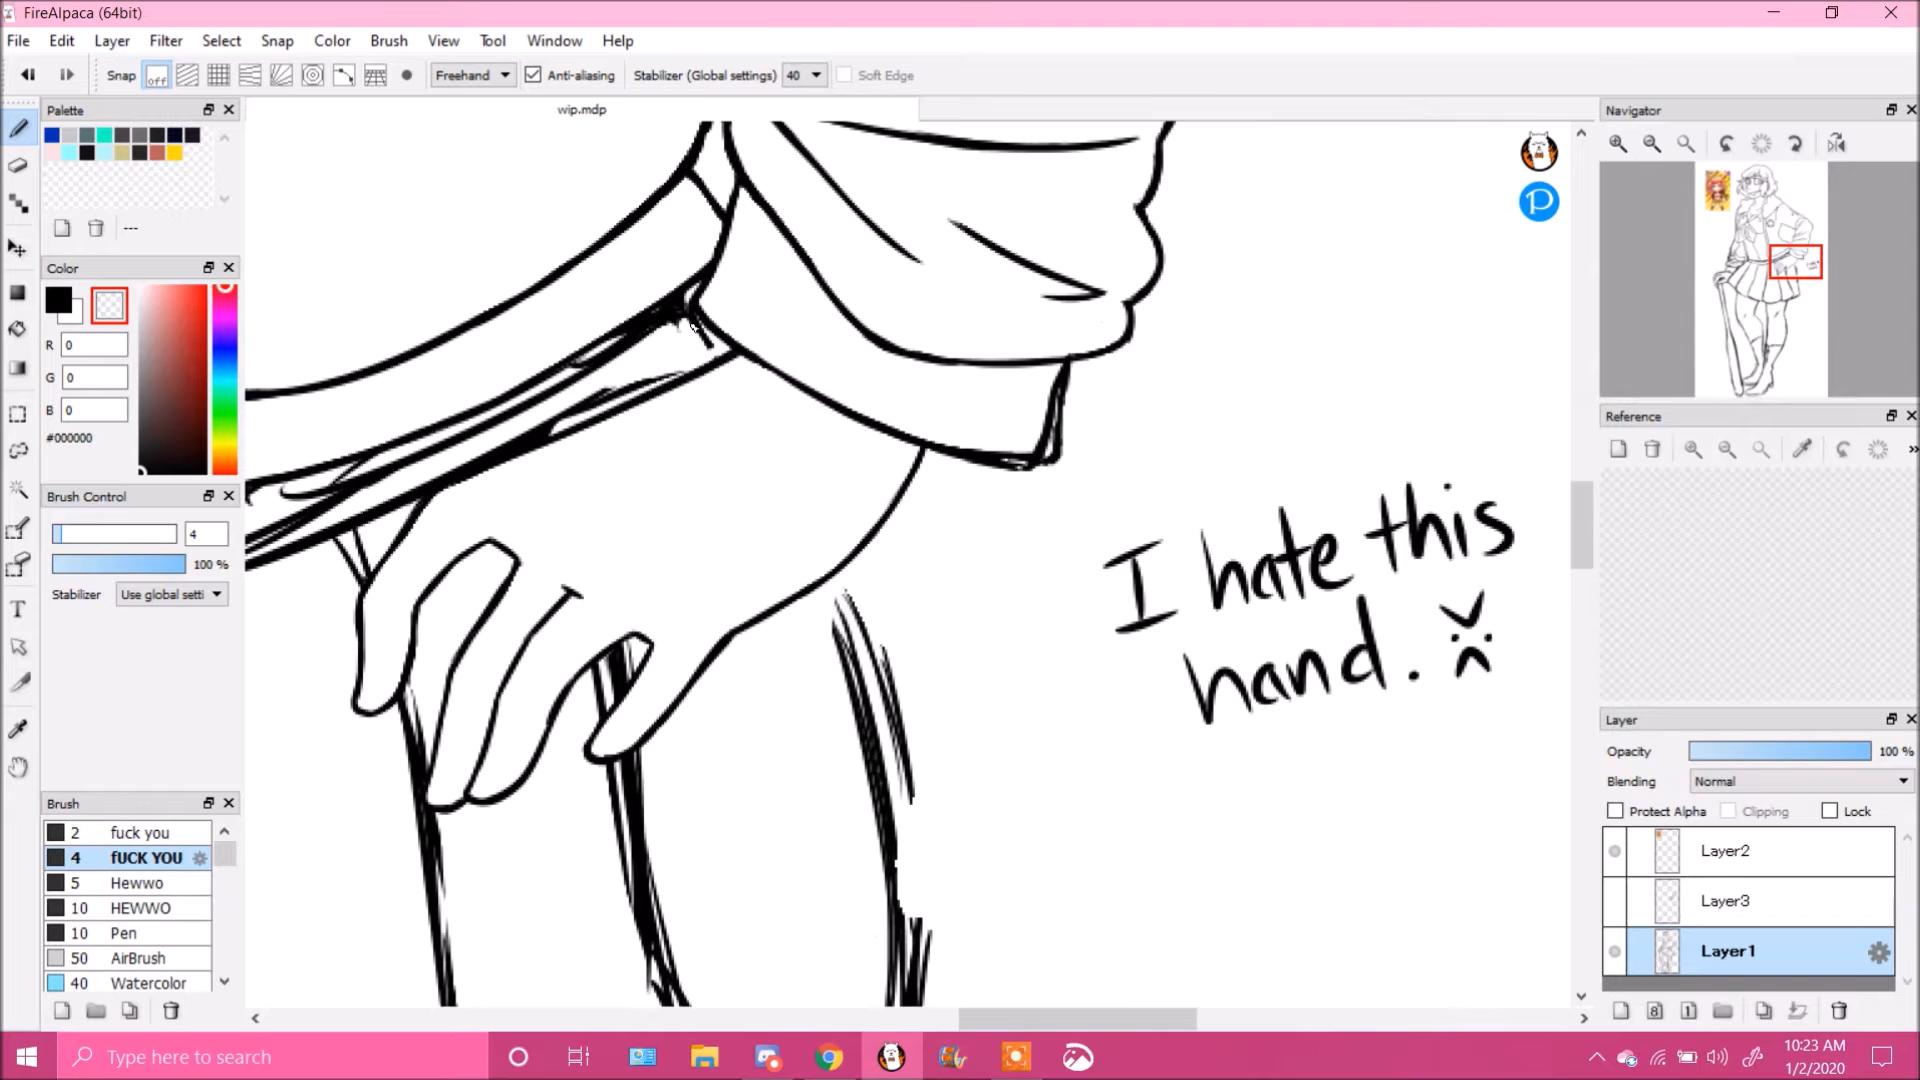 FireAlpaca (64bit)
File Edit Layer Filter Select Snap Color Brush View Tool Window Help
Snap off Freehand Anti-aliasing Stabilizer (Global settings) 40 Soft Edge
Palette
wip.mdp
Navigator
---
Color
R 0
G 0
B 0
#000000
Brush Control
4
100 %
Stabilizer Use global setti
Brush
2 fuck you
4 fUCK YOU
5 Hewwo
10 HEWWO
10 Pen
50 AirBrush
40 Watercolor
P
I hate this
hand.
Reference
»
Layer
Opacity 100 %
Blending Normal
Protect Alpha Clipping Lock
Layer2
Layer3
Layer1
8 1
Type here to search
10:23 AM
1/2/2020